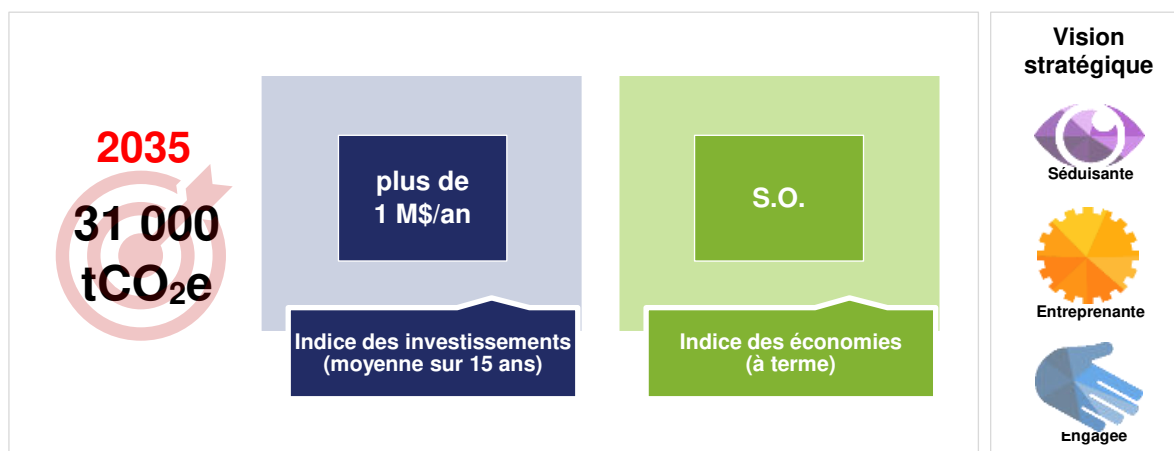 2035
31 000
tCO₂e
plus de
1 M$/an
Indice des investissements
(moyenne sur 15 ans)
S.O.
Indice des économies
(à terme)
Vision
stratégique
Séduisante
Entreprenante
Engagée